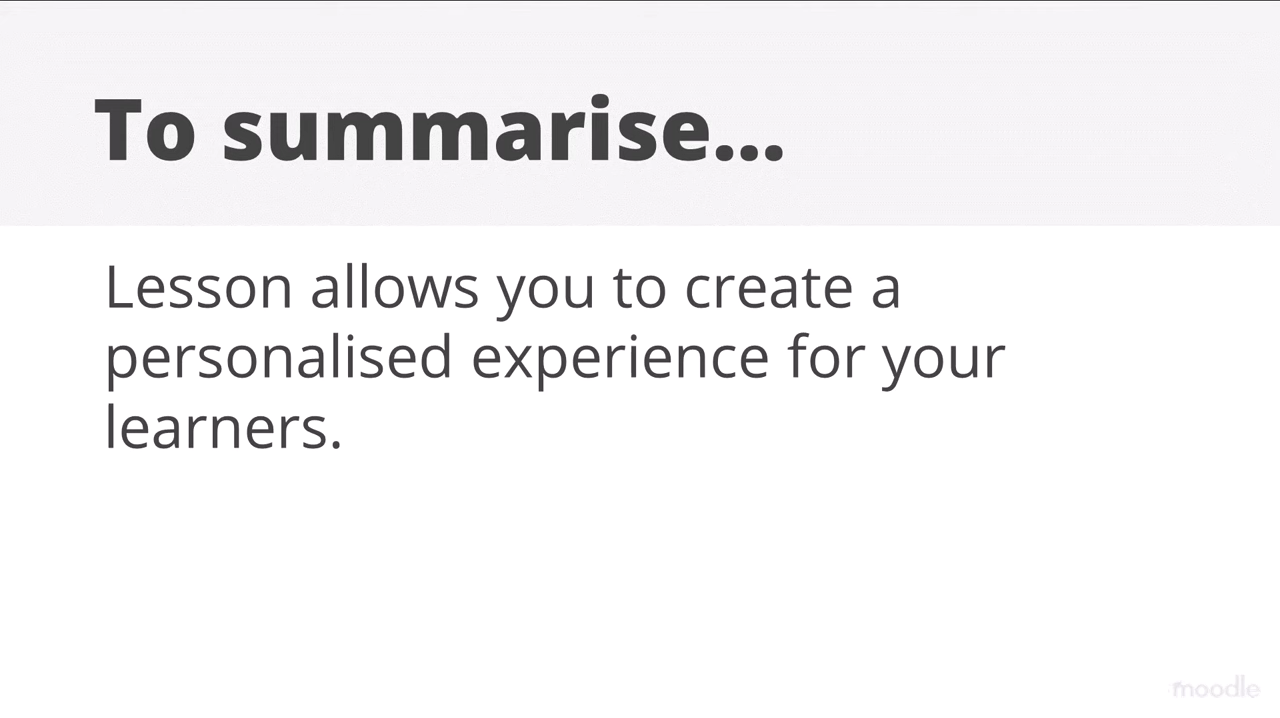 To summarise...
Lesson allows you to create a
personalised experience for your
learners.
moodle